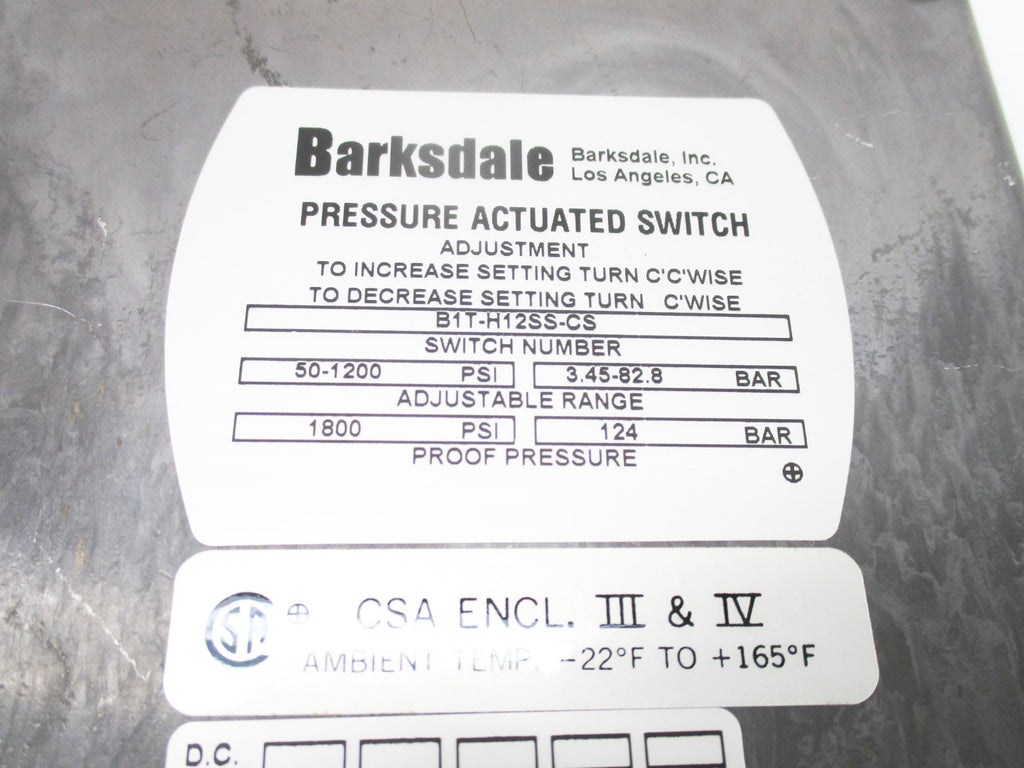 Barksdale Barksdale, Inc.
Los Angeles, CA
PRESSURE ACTUATED SWITCH
ADJUSTMENT
TO INCREASE SETTING TURN C'C'WISE
TO DECREASE SETTING TURN C'WISE
B1T-H12SS-CS
SWITCH NUMBER
50-1200 PSI 3.45-82.8 BAR
ADJUSTABLE RANGE
1800 PSI 124 BAR
PROOF PRESSURE
CSA ENCL. III & IV
AMBIENT TEMP. -22°F TO +165°F
D.C.